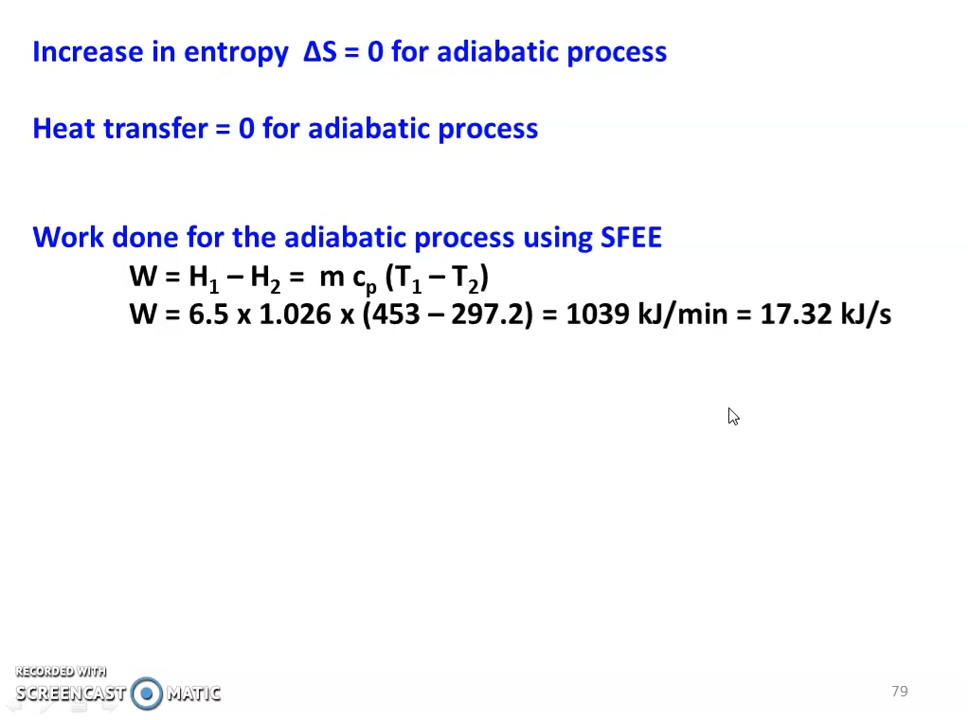 Increase in entropy ΔS = 0 for adiabatic process
Heat transfer = 0 for adiabatic process
Work done for the adiabatic process using SFEE
W = H₁ – H₂ = m cₚ (T₁ – T₂)
W = 6.5 x 1.026 x (453 – 297.2) = 1039 kJ/min = 17.32 kJ/s
RECORDED WITH
SCREENCAST MATIC
79